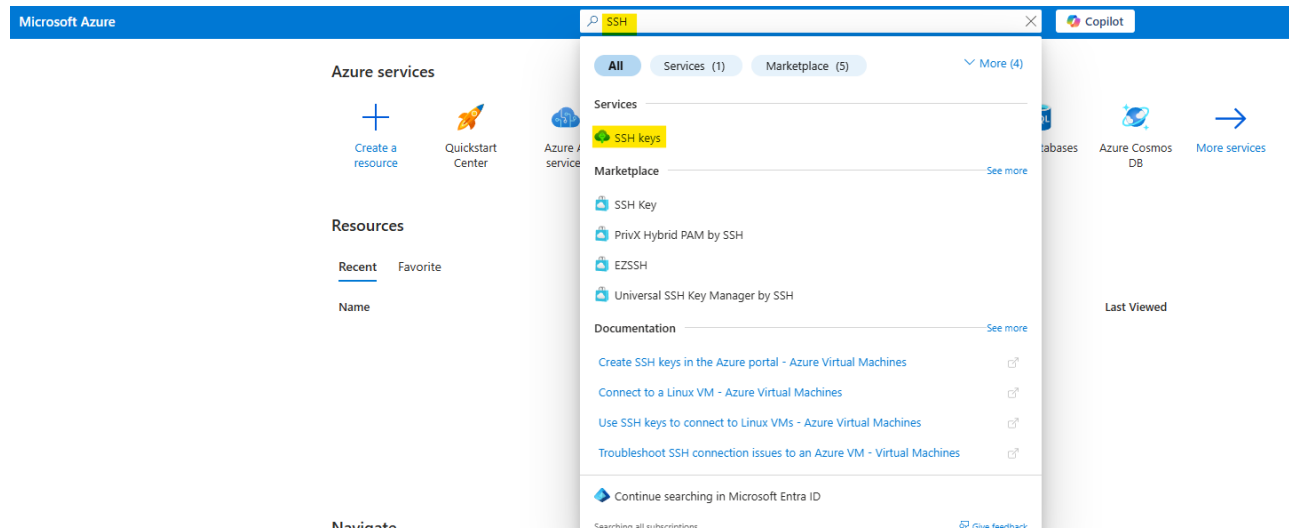 Microsoft Azure
SSH
Copilot
All
Services (1)
Marketplace (5)
More (4)
Azure services
Create a
resource
Quickstart
Center
Azure
service
Azure Cosmos
DB
More services
Services
SSH keys
Marketplace
See more
SSH Key
PrivX Hybrid PAM by SSH
EZSSH
Universal SSH Key Manager by SSH
Resources
Recent
Favorite
Name
Last Viewed
Documentation
See more
Create SSH keys in the Azure portal - Azure Virtual Machines
Connect to a Linux VM - Azure Virtual Machines
Use SSH keys to connect to Linux VMs - Azure Virtual Machines
Troubleshoot SSH connection issues to an Azure VM - Virtual Machines
Continue searching in Microsoft Entra ID
Searching all subscriptions
Give feedback
Navigate